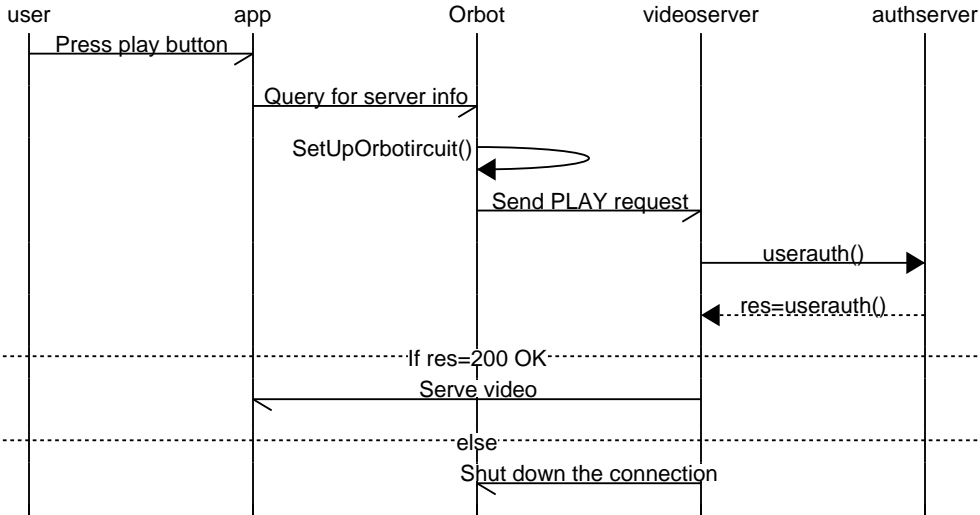 user app Orbot videoserver authserver
Press play button
Query for server info
SetUpOrbotircuit()
Send PLAY request
userauth()
res=userauth()
If res=200 OK
Serve video
else
Shut down the connection